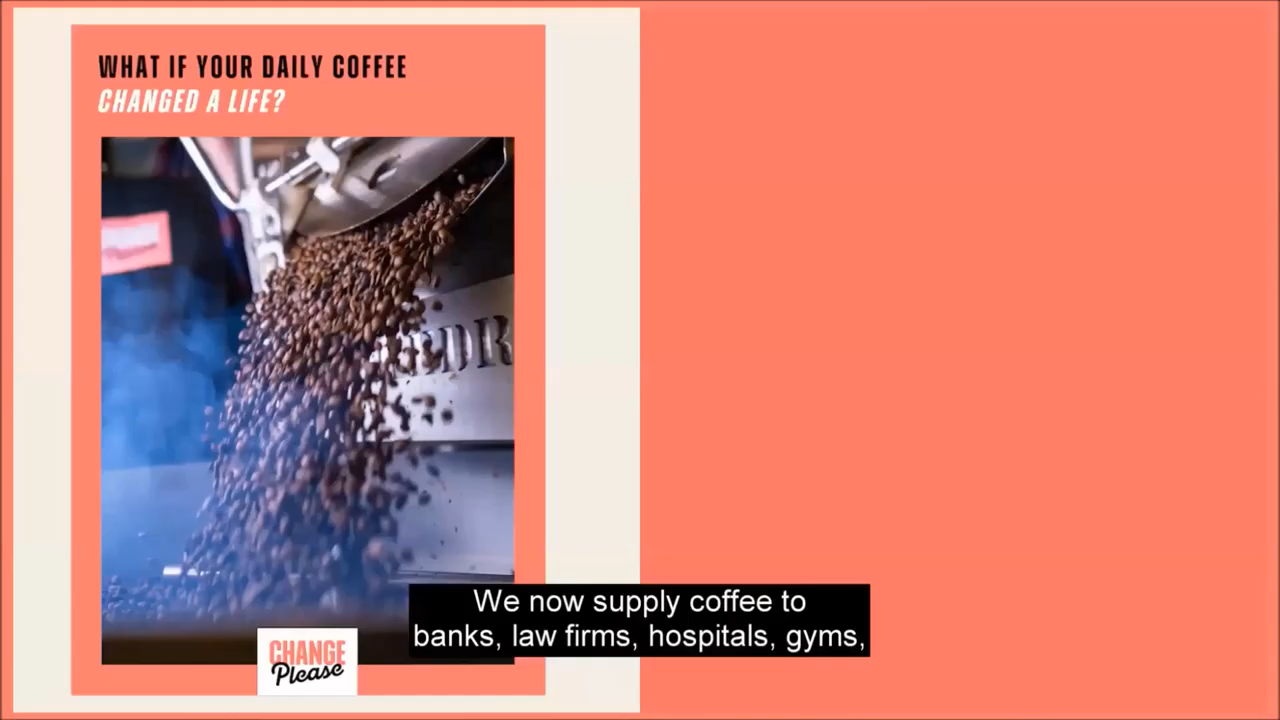 WHAT IF YOUR DAILY COFFEE
CHANGED A LIFE?
EDR
CHANGE
Please
We now supply coffee to
banks, law firms, hospitals, gyms,